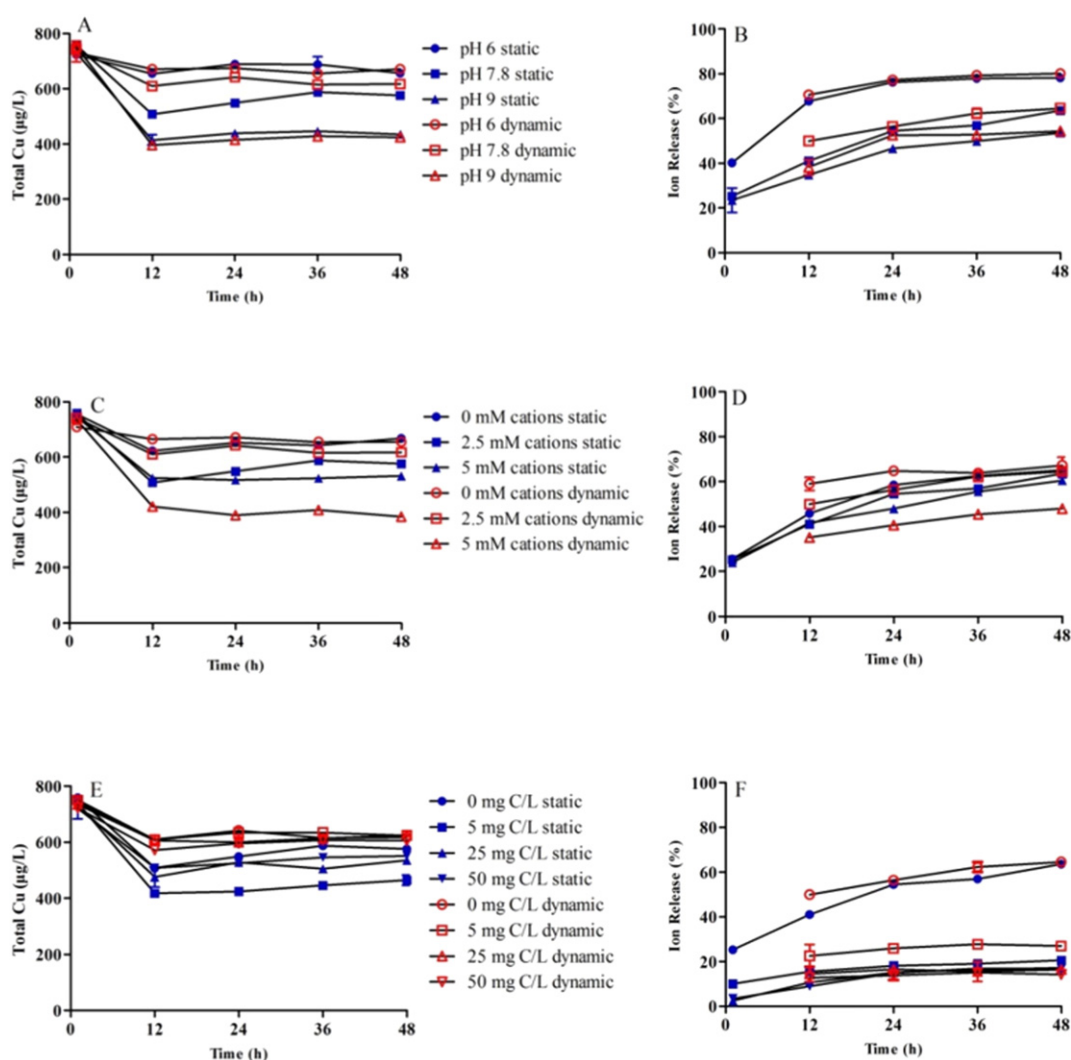 A
Total Cu (µg/L)
800
600
400
200
0
0 12 24 36 48
Time (h)
pH 6 static
pH 7.8 static
pH 9 static
pH 6 dynamic
pH 7.8 dynamic
pH 9 dynamic
B
Ion Release (%)
100
80
60
40
20
0
0 12 24 36 48
Time (h)
C
Total Cu (µg/L)
800
600
400
200
0
0 12 24 36 48
Time (h)
0 mM cations static
2.5 mM cations static
5 mM cations static
0 mM cations dynamic
2.5 mM cations dynamic
5 mM cations dynamic
D
Ion Release (%)
100
80
60
40
20
0
0 12 24 36 48
Time (h)
E
Total Cu (µg/L)
800
600
400
200
0
0 12 24 36 48
Time (h)
0 mg C/L static
5 mg C/L static
25 mg C/L static
50 mg C/L static
0 mg C/L dynamic
5 mg C/L dynamic
25 mg C/L dynamic
50 mg C/L dynamic
F
Ion Release (%)
100
80
60
40
20
0
0 12 24 36 48
Time (h)